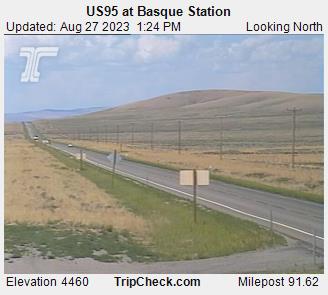 US95 at Basque Station
Updated: Aug 27 2023 1:24 PM Looking North
Elevation 4460 TripCheck.com Milepost 91.62